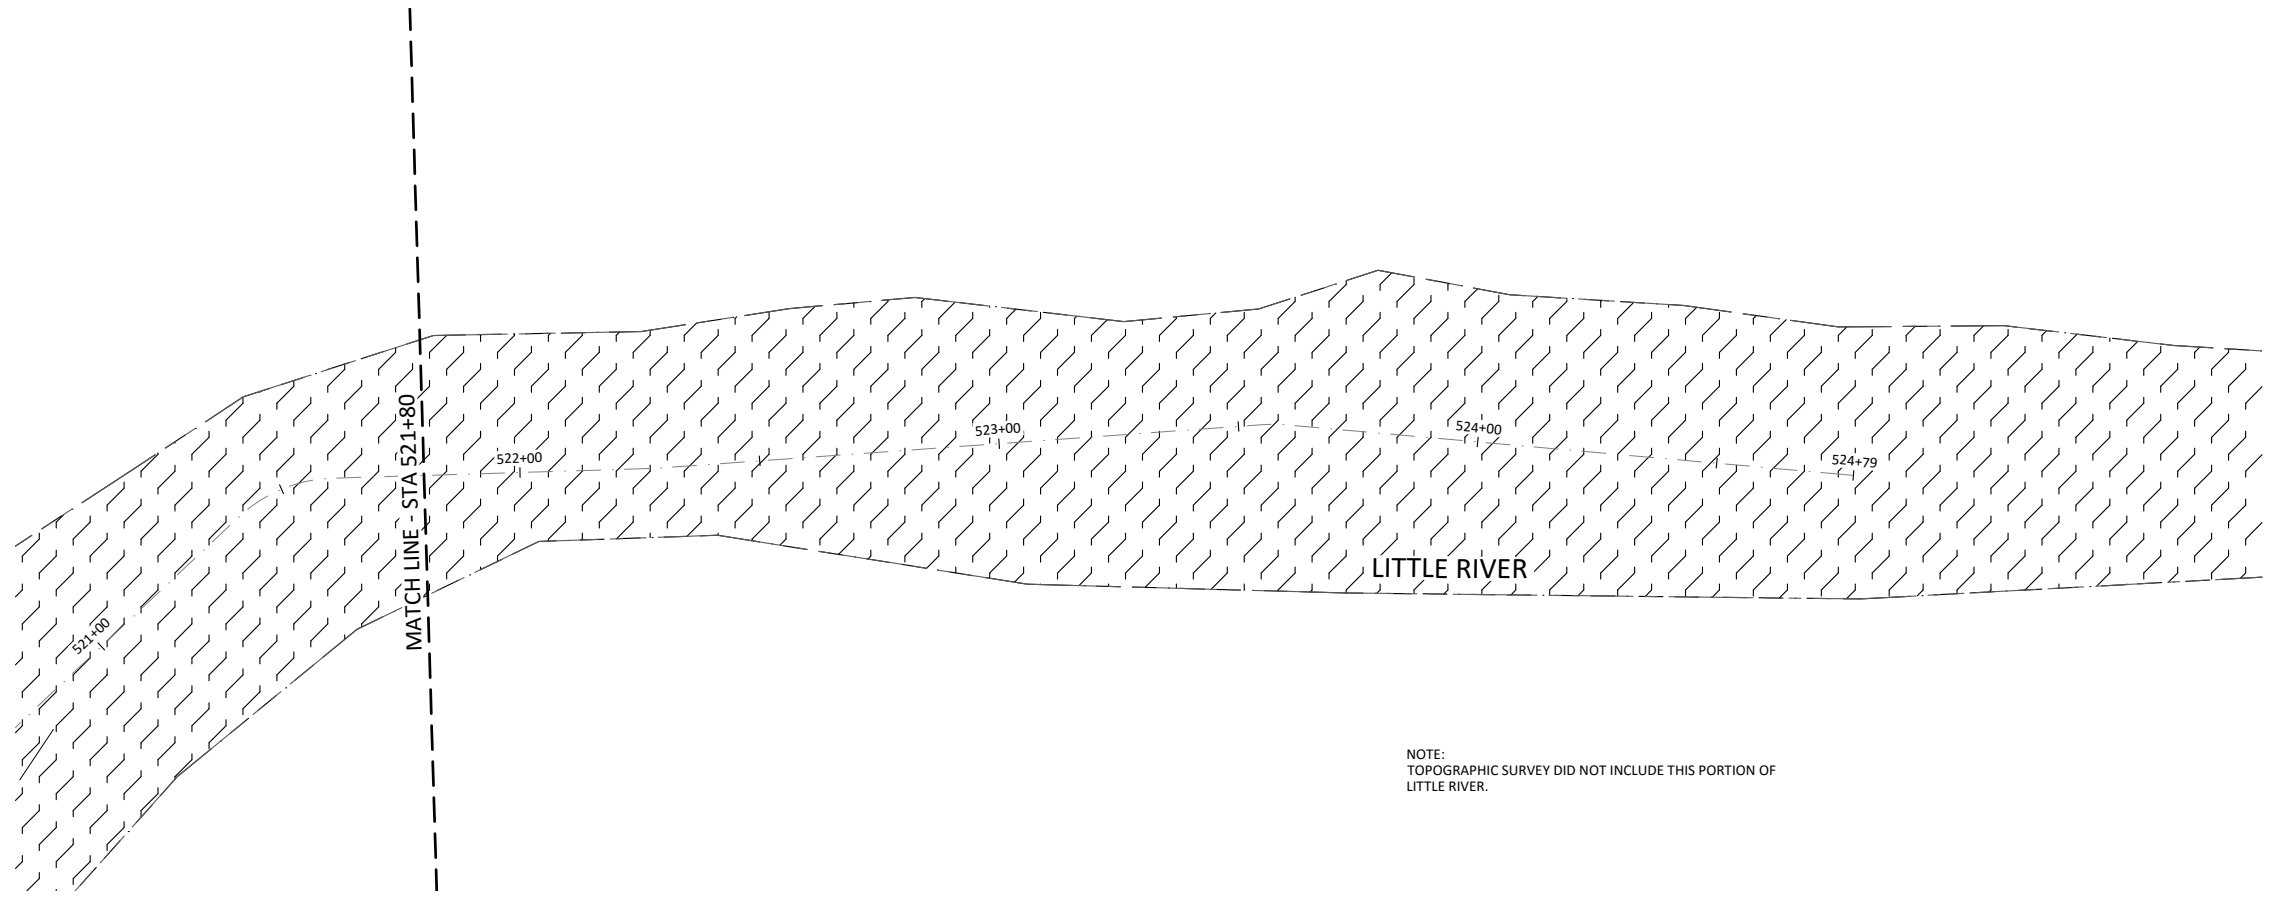 MATCH LINE - STA 521+80
521+00
522+00
523+00
524+00
524+79
LITTLE RIVER
NOTE:
TOPOGRAPHIC SURVEY DID NOT INCLUDE THIS PORTION OF
LITTLE RIVER.